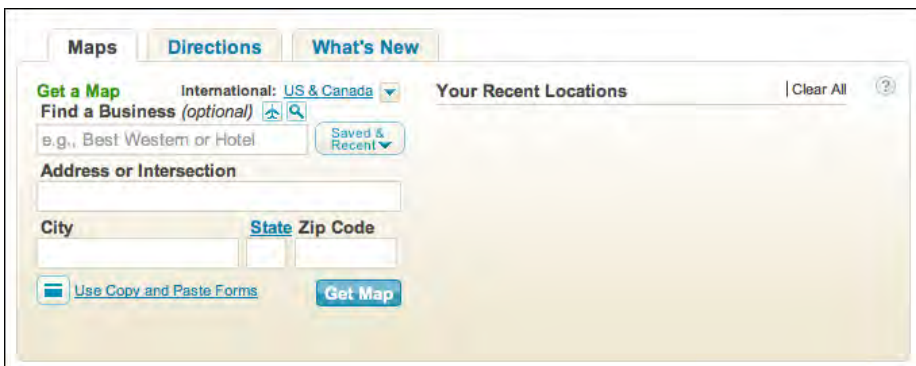 Maps Directions What's New
Get a Map International: US & Canada
Find a Business (optional)
e.g., Best Western or Hotel
Saved &
Recent
Address or Intersection
City State Zip Code
Use Copy and Paste Forms Get Map
Your Recent Locations | Clear All ?